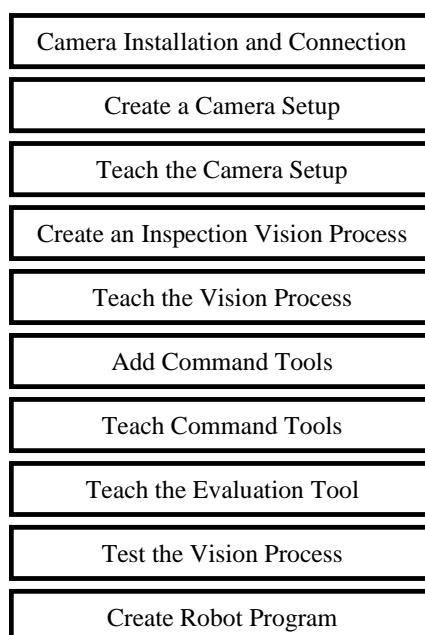 Camera Installation and Connection
Create a Camera Setup
Teach the Camera Setup
Create an Inspection Vision Process
Teach the Vision Process
Add Command Tools
Teach Command Tools
Teach the Evaluation Tool
Test the Vision Process
Create Robot Program